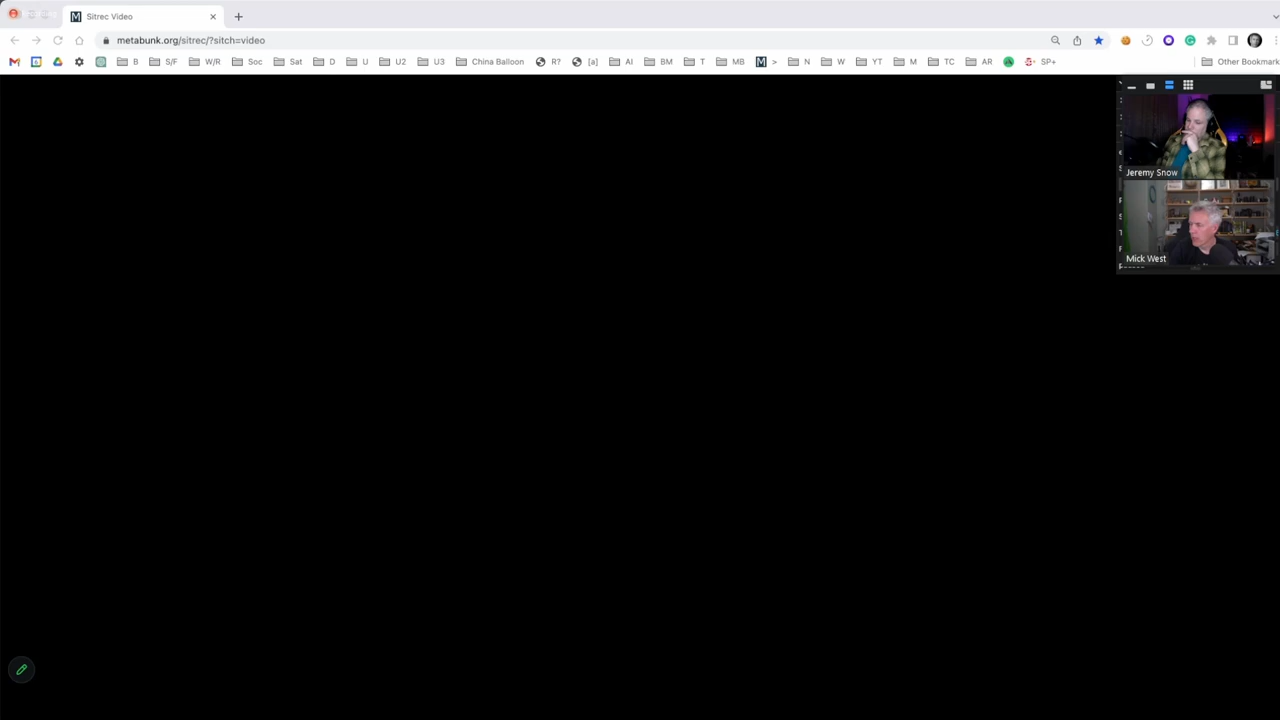 Sitrec Video
metabunk.org/sitrec/?sitch=video
B S/F W/R Soc Sat D U U2 U3 China Balloon R? [a] AI BM T MB > N W YT M TC AR SP+ Other Bookmark
Jeremy Snow
Mick West